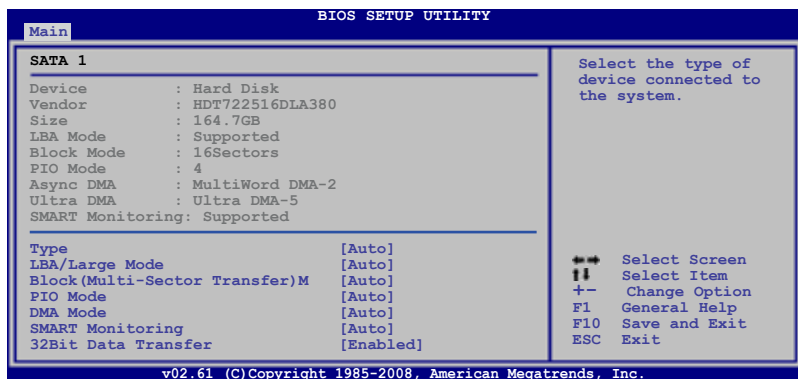 BIOS SETUP UTILITY
Main
SATA 1
Device : Hard Disk
Vendor : HDT722516DLA380
Size : 164.7GB
LBA Mode : Supported
Block Mode : 16Sectors
PIO Mode : 4
Async DMA : MultiWord DMA-2
Ultra DMA : Ultra DMA-5
SMART Monitoring: Supported
Type [Auto]
LBA/Large Mode [Auto]
Block(Multi-Sector Transfer)M [Auto]
PIO Mode [Auto]
DMA Mode [Auto]
SMART Monitoring [Auto]
32Bit Data Transfer [Enabled]
Select the type of
device connected to
the system.
←→ Select Screen
↑↓ Select Item
+- Change Option
F1 General Help
F10 Save and Exit
ESC Exit
v02.61 (C)Copyright 1985-2008, American Megatrends, Inc.